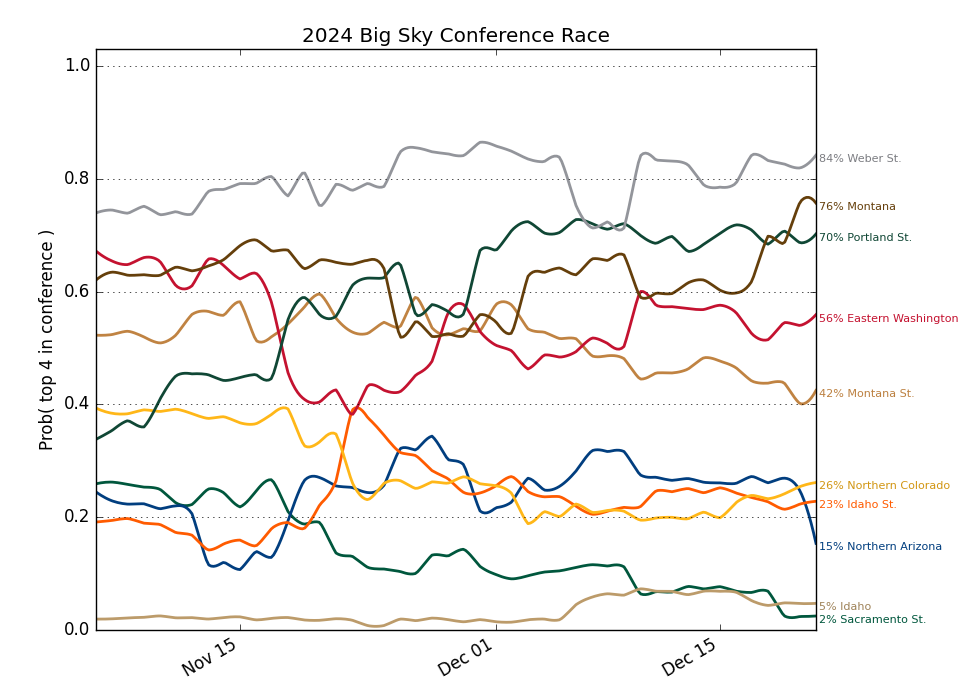 2024 Big Sky Conference Race
Prob( top 4 in conference )
1.0
0.8
0.6
0.4
0.2
0.0
Nov 15
Dec 01
Dec 15
84% Weber St.
76% Montana
70% Portland St.
56% Eastern Washington
42% Montana St.
26% Northern Colorado
23% Idaho St.
15% Northern Arizona
5% Idaho
2% Sacramento St.